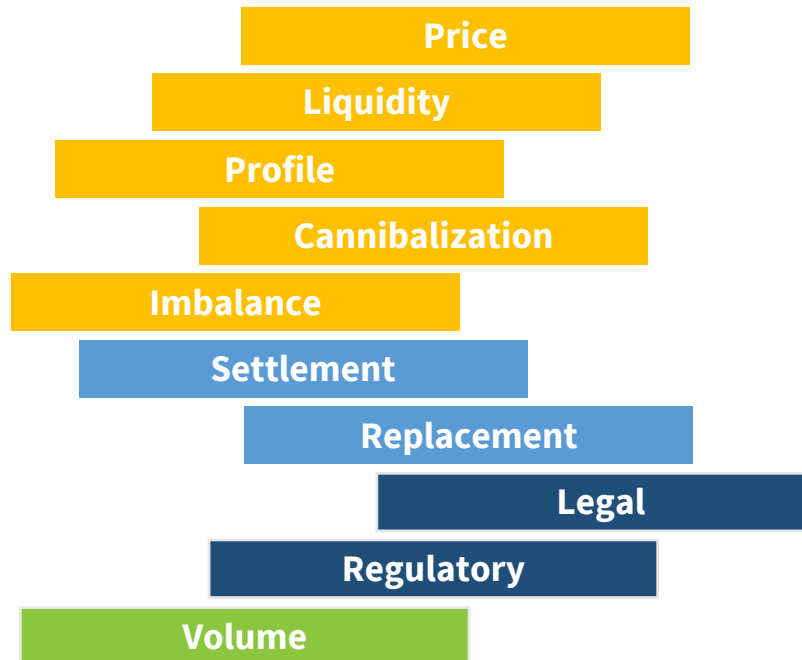 Price
Liquidity
Profile
Cannibalization
Imbalance
Settlement
Replacement
Legal
Regulatory
Volume